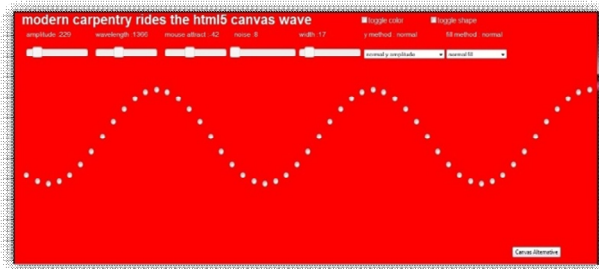 modern carpentry rides the html5 canvas wave
toggle color toggle shape
amplitude :229 wavelength :1366 mouse attract : .42 noise :8 width :17 y method : normal fill method : normal
normal y amplitude normal fill
Canvas Alternative